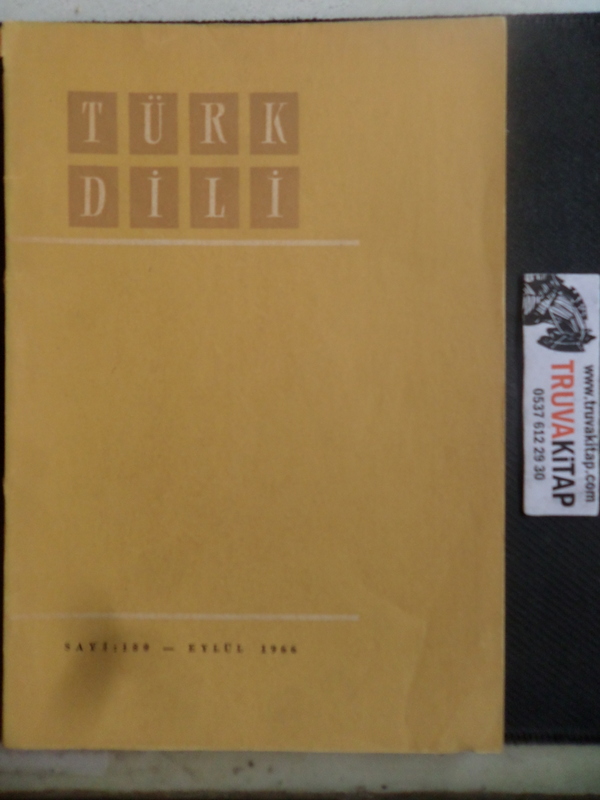 TÜRK
DİLİ
SAYI: 180 — EYLÜL 1966
www.truvakitap.com
TRUVAKİTAP
0537 612 29 30